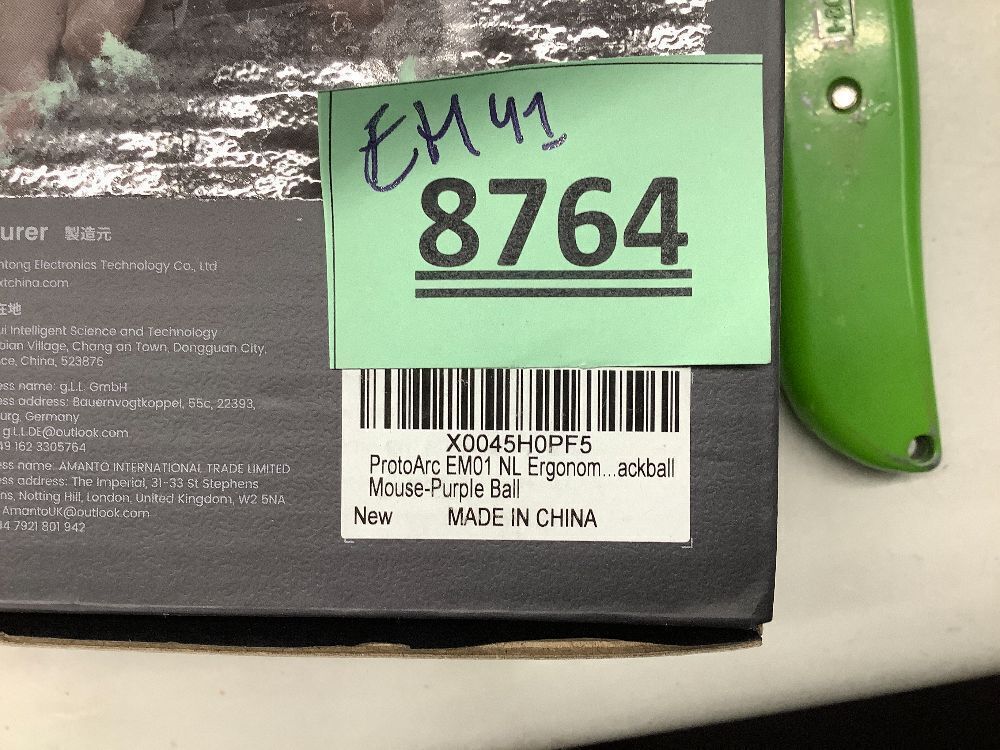 EM 41
8764
urer 製造元
ntong Electronics Technology Co., Ltd
xtchina.com
在地
ui Intelligent Science and Technology
bian Village, Chang an Town, Dongguan City,
ce, China, 523876
ess name: g.L.L. GmbH
ess address: Bauernvogtkoppel, 55c, 22393,
urg, Germany
g.L.L.DE@outlook.com
49 162 3305764
ess name: AMANTO INTERNATIONAL TRADE LIMITED
ess address: The Imperial, 31-33 St Stephens
ns, Notting Hill, London, United Kingdom, W2 5NA
AmantoUK@outlook.com
44 7921 801 942
X0045H0PF5
ProtoArc EM01 NL Ergonom...ackball
Mouse-Purple Ball
New MADE IN CHINA